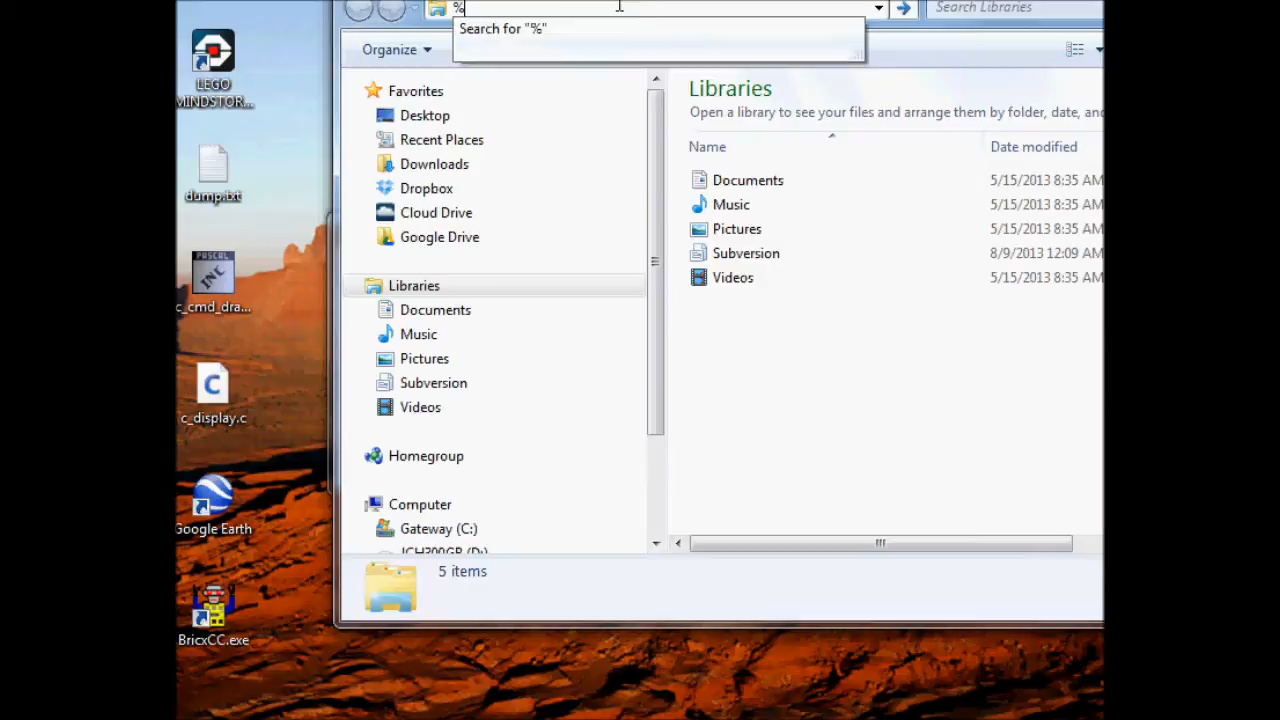 %
Search Libraries
Search for "%"
Organize
LEGO
MINDSTOR...
dump.txt
PASCAL
INC
c_cmd_dra...
C
c_display.c
Google Earth
BricxCC.exe
Favorites
Desktop
Recent Places
Downloads
Dropbox
Cloud Drive
Google Drive
Libraries
Documents
Music
Pictures
Subversion
Videos
Homegroup
Computer
Gateway (C:)
Libraries
Open a library to see your files and arrange them by folder, date, and
Name Date modified
Documents 5/15/2013 8:35 AM
Music 5/15/2013 8:35 AM
Pictures 5/15/2013 8:35 AM
Subversion 8/9/2013 12:09 AM
Videos 5/15/2013 8:35 AM
5 items